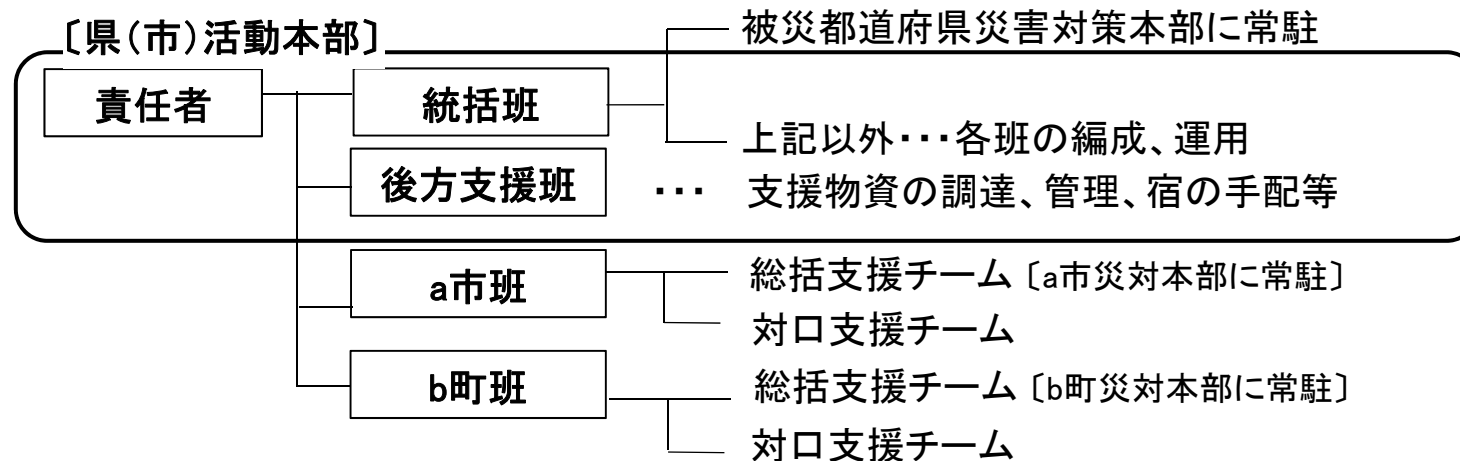 〔県(市)活動本部〕
被災都道府県災害対策本部に常駐
責任者
統括班
上記以外・・・各班の編成、運用
後方支援班 ・・・ 支援物資の調達、管理、宿の手配等
a市班
総括支援チーム〔a市災対本部に常駐〕
対口支援チーム
b町班
総括支援チーム〔b町災対本部に常駐〕
対口支援チーム